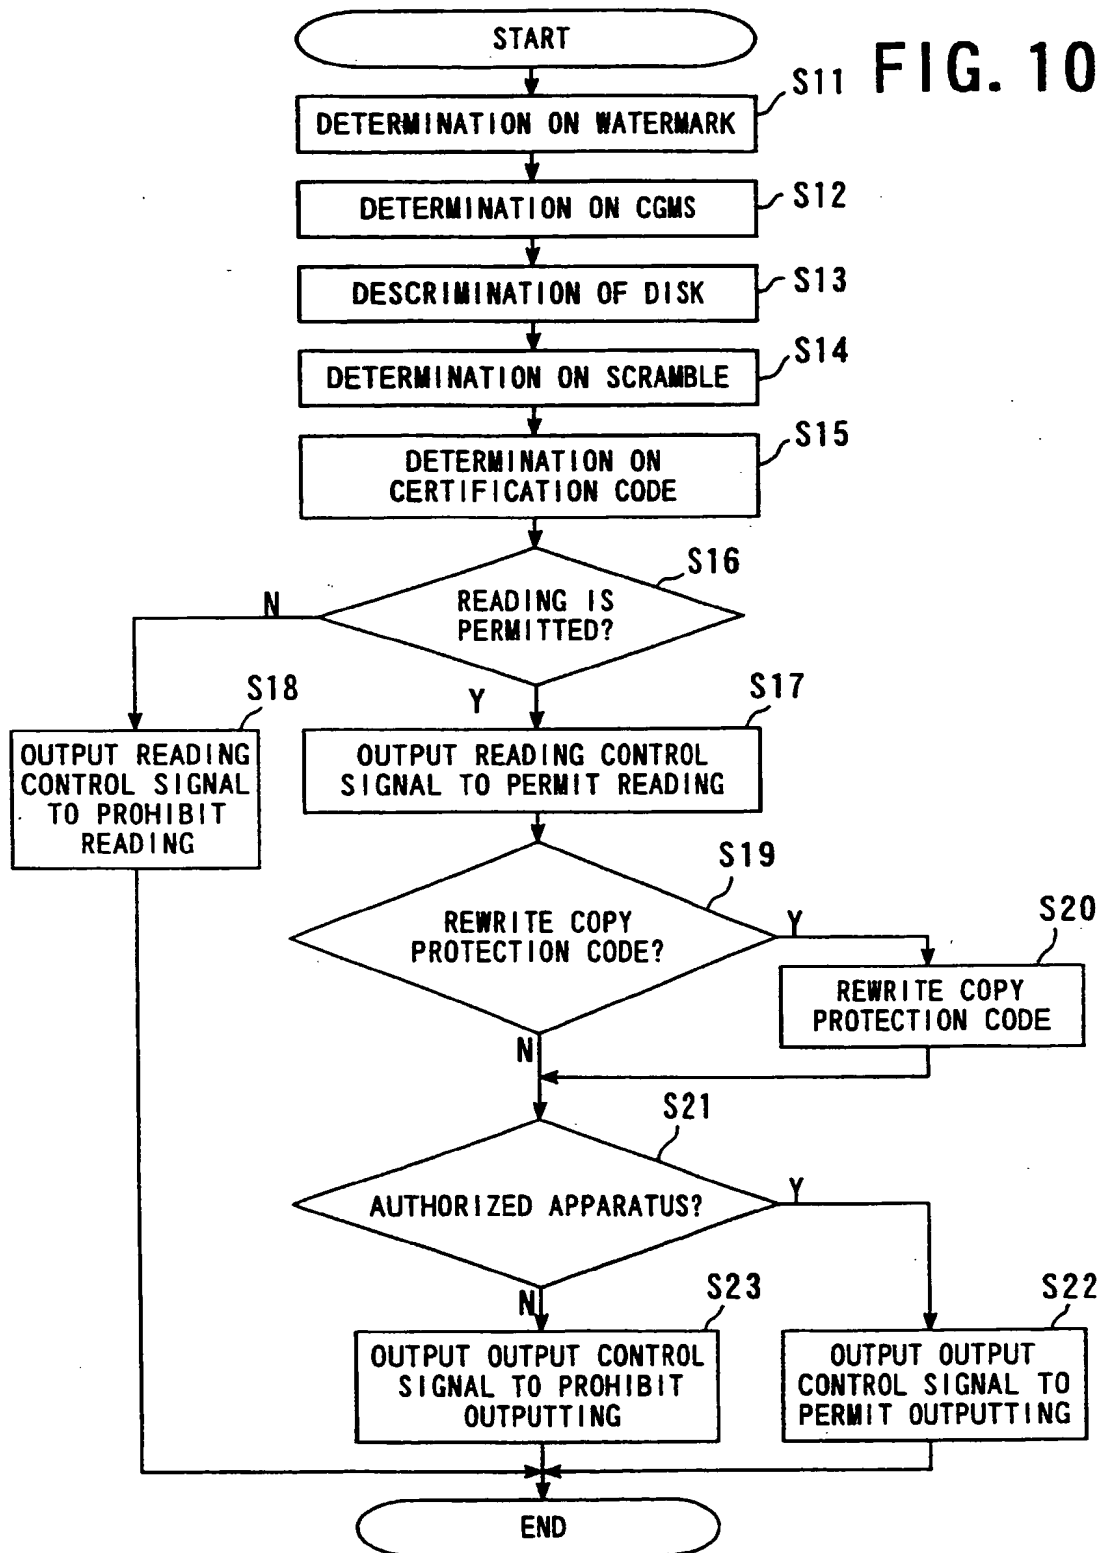 START
FIG. 10
S11
DETERMINATION ON WATERMARK
S12
DETERMINATION ON CGMS
S13
DESCRIMINATION OF DISK
S14
DETERMINATION ON SCRAMBLE
S15
DETERMINATION ON
CERTIFICATION CODE
S16
N
READING IS
PERMITTED?
S18
Y
S17
OUTPUT READING
CONTROL SIGNAL
TO PROHIBIT
READING
OUTPUT READING CONTROL
SIGNAL TO PERMIT READING
S19
REWRITE COPY
PROTECTION CODE?
Y
S20
REWRITE COPY
PROTECTION CODE
N
S21
AUTHORIZED APPARATUS?
Y
N
S23
S22
OUTPUT OUTPUT CONTROL
SIGNAL TO PROHIBIT
OUTPUTTING
OUTPUT OUTPUT
CONTROL SIGNAL TO
PERMIT OUTPUTTING
END